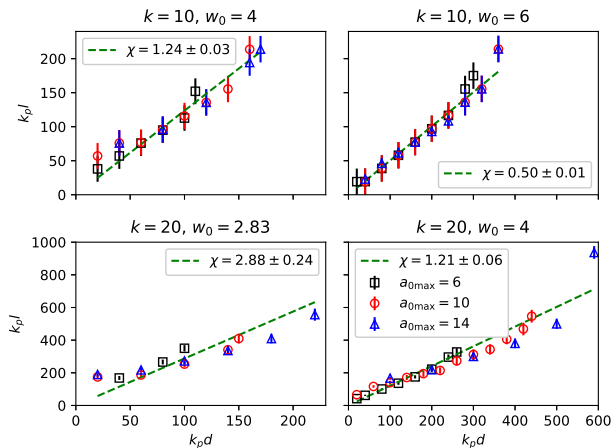 k = 10, w₀ = 4
k = 10, w₀ = 6
200
150
100
50
0
kₚl
χ = 1.24 ± 0.03
χ = 0.50 ± 0.01
k = 20, w₀ = 2.83
k = 20, w₀ = 4
1000
800
600
400
200
0
kₚl
χ = 2.88 ± 0.24
χ = 1.21 ± 0.06
a₀ₘₐₓ = 6
a₀ₘₐₓ = 10
a₀ₘₐₓ = 14
0 50 100 150 200
0 100 200 300 400 500 600
kₚd
kₚd